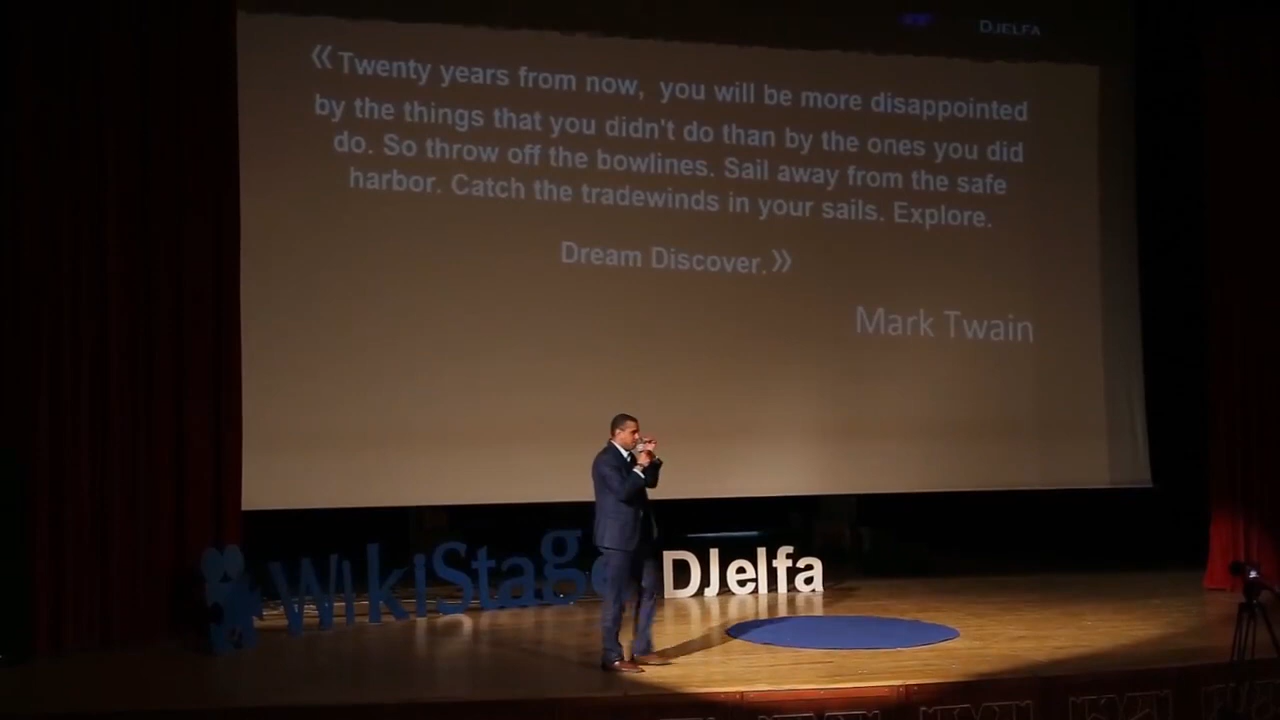 DJELFA
« Twenty years from now, you will be more disappointed
by the things that you didn't do than by the ones you did
do. So throw off the bowlines. Sail away from the safe
harbor. Catch the tradewinds in your sails. Explore.
Dream Discover. »
Mark Twain
WikiStage DJelfa